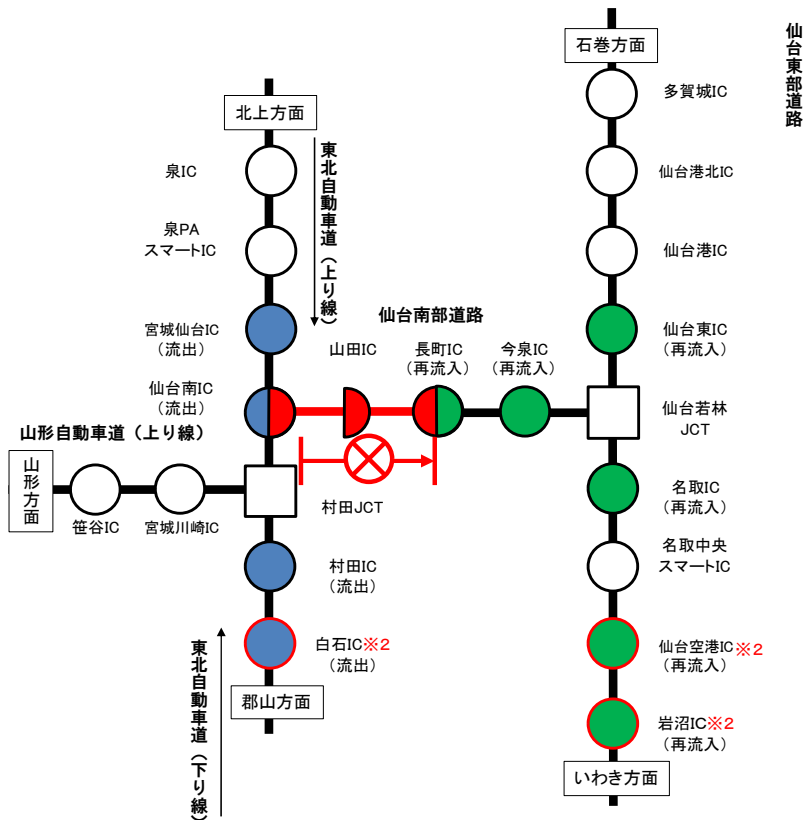 石巻方面
仙台東部道路
多賀城IC
北上方面
東北自動車道(上り線)
泉IC
仙台港北IC
泉PA
スマートIC
仙台港IC
仙台南部道路
宮城仙台IC
(流出)
山田IC
長町IC
(再流入)
今泉IC
(再流入)
仙台東IC
(再流入)
仙台南IC
(流出)
仙台若林
JCT
山形自動車道(上り線)
山形方面
笹谷IC
宮城川崎IC
村田JCT
名取IC
(再流入)
名取中央
スマートIC
村田IC
(流出)
白石IC※2
(流出)
仙台空港IC※2
(再流入)
東北自動車道(下り線)
郡山方面
岩沼IC※2
(再流入)
いわき方面